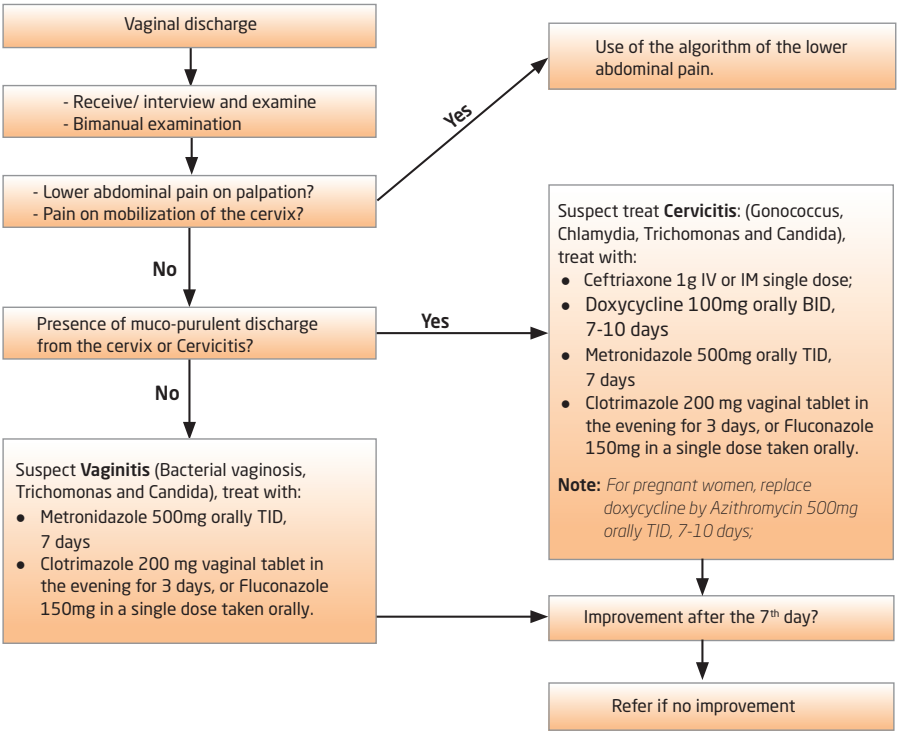 Vaginal discharge
- Receive/ interview and examine
- Bimanual examination
- Lower abdominal pain on palpation?
- Pain on mobilization of the cervix?
Yes
Use of the algorithm of the lower
abdominal pain.
No
Presence of muco-purulent discharge
from the cervix or Cervicitis?
Yes
Suspect treat Cervicitis: (Gonococcus,
Chlamydia, Trichomonas and Candida),
treat with:
● Ceftriaxone 1g IV or IM single dose;
● Doxycycline 100mg orally BID,
7-10 days
● Metronidazole 500mg orally TID,
7 days
● Clotrimazole 200 mg vaginal tablet in
the evening for 3 days, or Fluconazole
150mg in a single dose taken orally.
Note: For pregnant women, replace
doxycycline by Azithromycin 500mg
orally TID, 7-10 days;
No
Suspect Vaginitis (Bacterial vaginosis,
Trichomonas and Candida), treat with:
● Metronidazole 500mg orally TID,
7 days
● Clotrimazole 200 mg vaginal tablet in
the evening for 3 days, or Fluconazole
150mg in a single dose taken orally.
Improvement after the 7th day?
Refer if no improvement